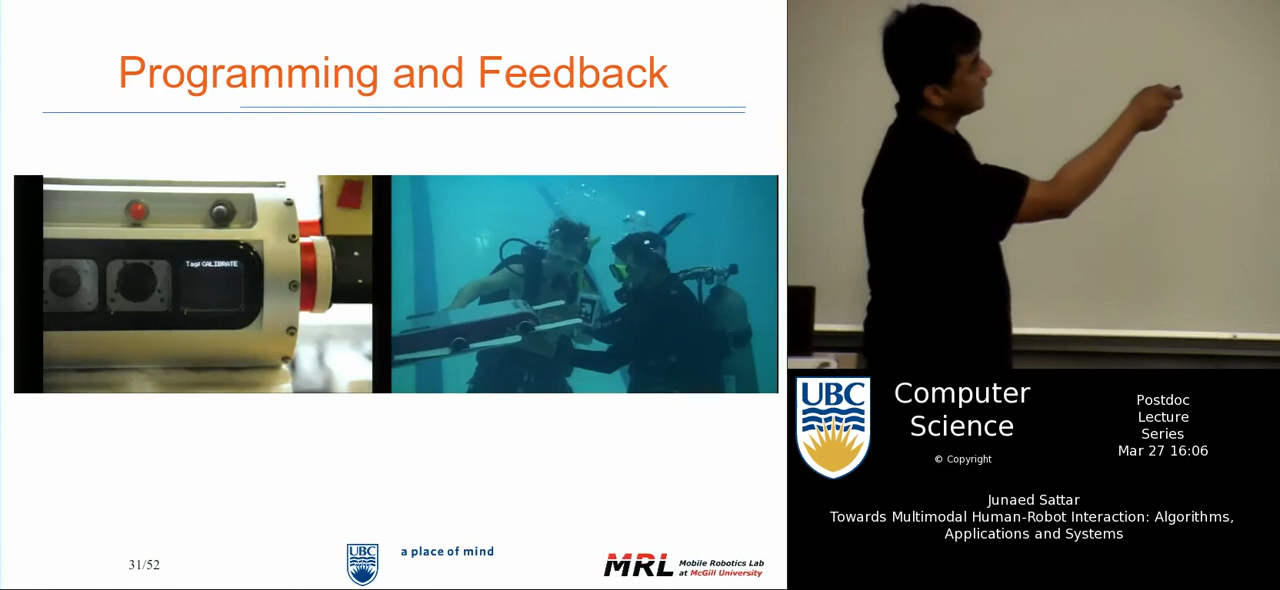 Programming and Feedback
Tag: CALIBRATE
31/52
UBC
a place of mind
MRL
Mobile Robotics Lab
at McGill University
UBC
Computer
Science
© Copyright
Postdoc
Lecture
Series
Mar 27 16:06
Junaed Sattar
Towards Multimodal Human-Robot Interaction: Algorithms,
Applications and Systems